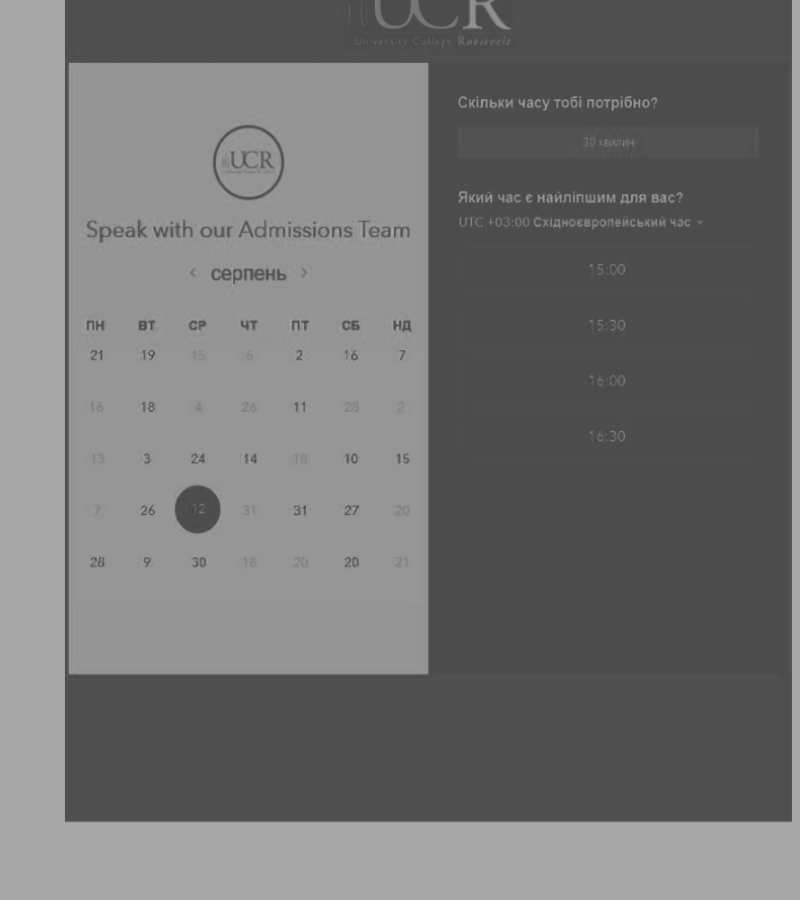 UCR
University College Roosevelt
UCR
Speak with our Admissions Team
‹ серпень ›
ПН ВТ СР ЧТ ПТ СБ НД
21 19 15 6 2 16 7
16 18 4 26 11 28 2
13 3 24 14 18 10 15
7 26 12 31 31 27 20
28 9 30 18 20 20 21
Скільки часу тобі потрібно?
30 хвилин
Який час є найліпшим для вас?
UTC +03:00 Східноєвропейський час
15:00
15:30
16:00
16:30